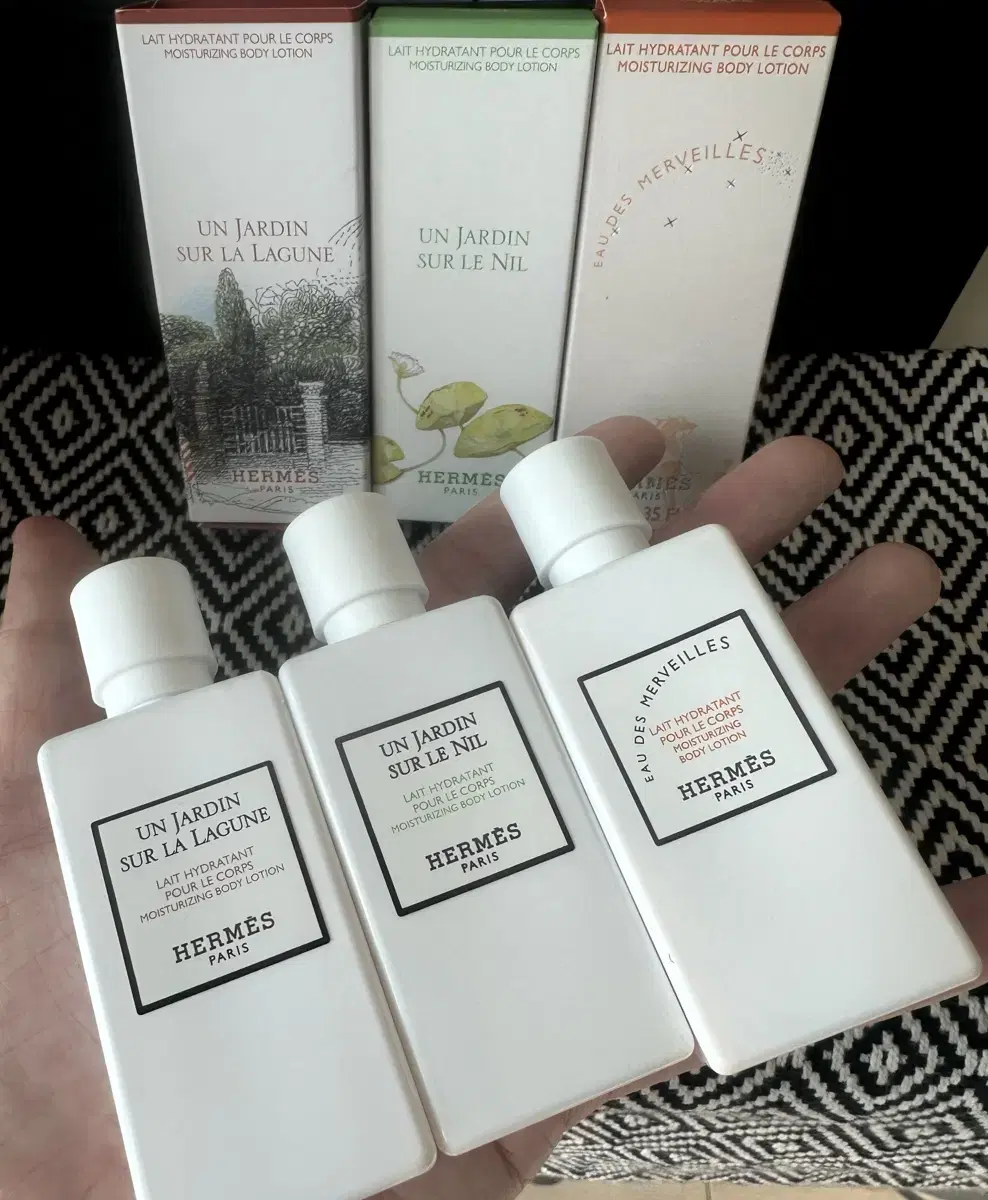 LAIT HYDRATANT POUR LE CORPS
MOISTURIZING BODY LOTION
UN JARDIN
SUR LA LAGUNE
HERMÈS
PARIS
LAIT HYDRATANT POUR LE CORPS
MOISTURIZING BODY LOTION
UN JARDIN
SUR LE NIL
HERMÈS
PARIS
LAIT HYDRATANT POUR LE CORPS
MOISTURIZING BODY LOTION
EAU DES MERVEILLES
UN JARDIN
SUR LA LAGUNE
LAIT HYDRATANT
POUR LE CORPS
MOISTURIZING BODY LOTION
HERMÈS
PARIS
UN JARDIN
SUR LE NIL
LAIT HYDRATANT
POUR LE CORPS
MOISTURIZING BODY LOTION
HERMÈS
PARIS
EAU DES MERVEILLES
LAIT HYDRATANT
POUR LE CORPS
MOISTURIZING
BODY LOTION
HERMÈS
PARIS